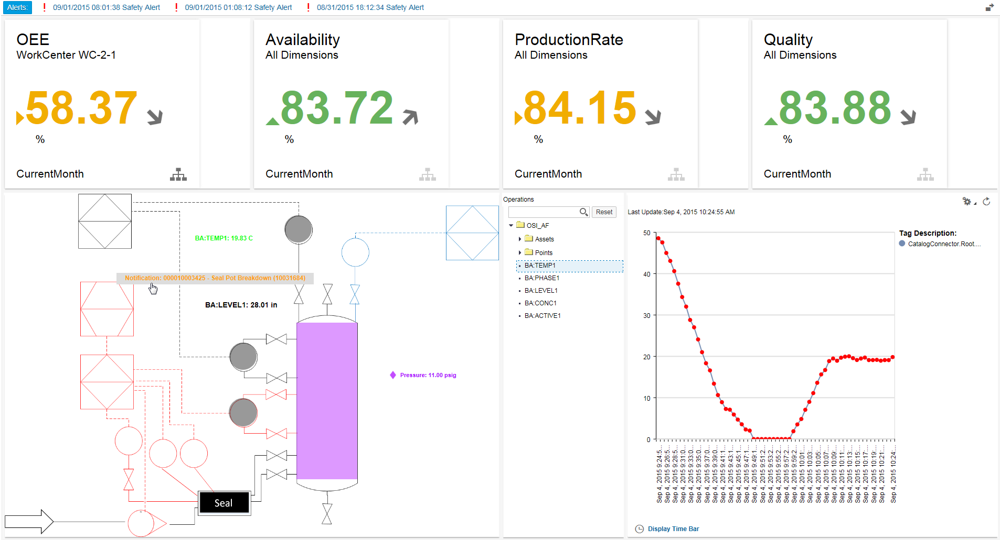 Alerts: ! 09/01/2015 08:01:38 Safety Alert ! 09/01/2015 01:08:12 Safety Alert ! 08/31/2015 18:12:34 Safety Alert
OEE
WorkCenter WC-2-1
58.37
%
CurrentMonth
Availability
All Dimensions
83.72
%
CurrentMonth
ProductionRate
All Dimensions
84.15
%
CurrentMonth
Quality
All Dimensions
83.88
%
CurrentMonth
BA:TEMP1: 19.83 C
Notification: 000010003425 - Seal Pot Breakdown (10031684)
BA:LEVEL1: 28.01 in
Pressure: 11.00 psig
Seal
Operations
Reset
OSI_AF
Assets
Points
BA:TEMP1
BA:PHASE1
BA:LEVEL1
BA:CONC1
BA:ACTIVE1
Last Update:Sep 4, 2015 10:24:55 AM
50
40
30
20
10
0
Tag Description:
CatalogConnector.Root....
Sep 4, 2015 9:24:5...
Sep 4, 2015 9:26:5...
Sep 4, 2015 9:28:5...
Sep 4, 2015 9:31:0...
Sep 4, 2015 9:33:0...
Sep 4, 2015 9:35:0...
Sep 4, 2015 9:37:0...
Sep 4, 2015 9:39:0...
Sep 4, 2015 9:41:1...
Sep 4, 2015 9:43:1...
Sep 4, 2015 9:45:1...
Sep 4, 2015 9:47:1...
Sep 4, 2015 9:49:1...
Sep 4, 2015 9:51:2...
Sep 4, 2015 9:53:2...
Sep 4, 2015 9:55:2...
Sep 4, 2015 9:57:2...
Sep 4, 2015 9:59:2...
Sep 4, 2015 10:01:...
Sep 4, 2015 10:03:...
Sep 4, 2015 10:05:...
Sep 4, 2015 10:07:...
Sep 4, 2015 10:09:...
Sep 4, 2015 10:11:...
Sep 4, 2015 10:13:...
Sep 4, 2015 10:15:...
Sep 4, 2015 10:17:...
Sep 4, 2015 10:19:...
Sep 4, 2015 10:21:...
Sep 4, 2015 10:24:...
Display Time Bar